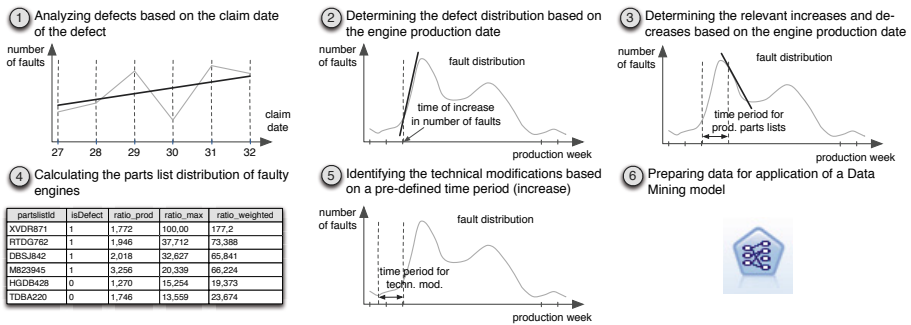 1 Analyzing defects based on the claim date
of the defect
number
of faults
claim
date
27 28 29 30 31 32
2 Determining the defect distribution based on
the engine production date
number
of faults
fault distribution
time of increase
in number of faults
production week
3 Determining the relevant increases and de-
creases based on the engine production date
number
of faults
fault distribution
time period for
prod. parts lists
production week
4 Calculating the parts list distribution of faulty
engines
partslistId isDefect ratio_prod ratio_max ratio_weighted
XVDR871 1 1,772 100,00 177,2
RTDG762 1 1,946 37,712 73,388
DBSJ842 1 2,018 32,627 65,841
M823945 1 3,256 20,339 66,224
HGDB428 0 1,270 15,254 19,373
TDBA220 0 1,746 13,559 23,674
5 Identifying the technical modifications based
on a pre-defined time period (increase)
number
of faults
fault distribution
time period for
techn. mod.
production week
6 Preparing data for application of a Data
Mining model